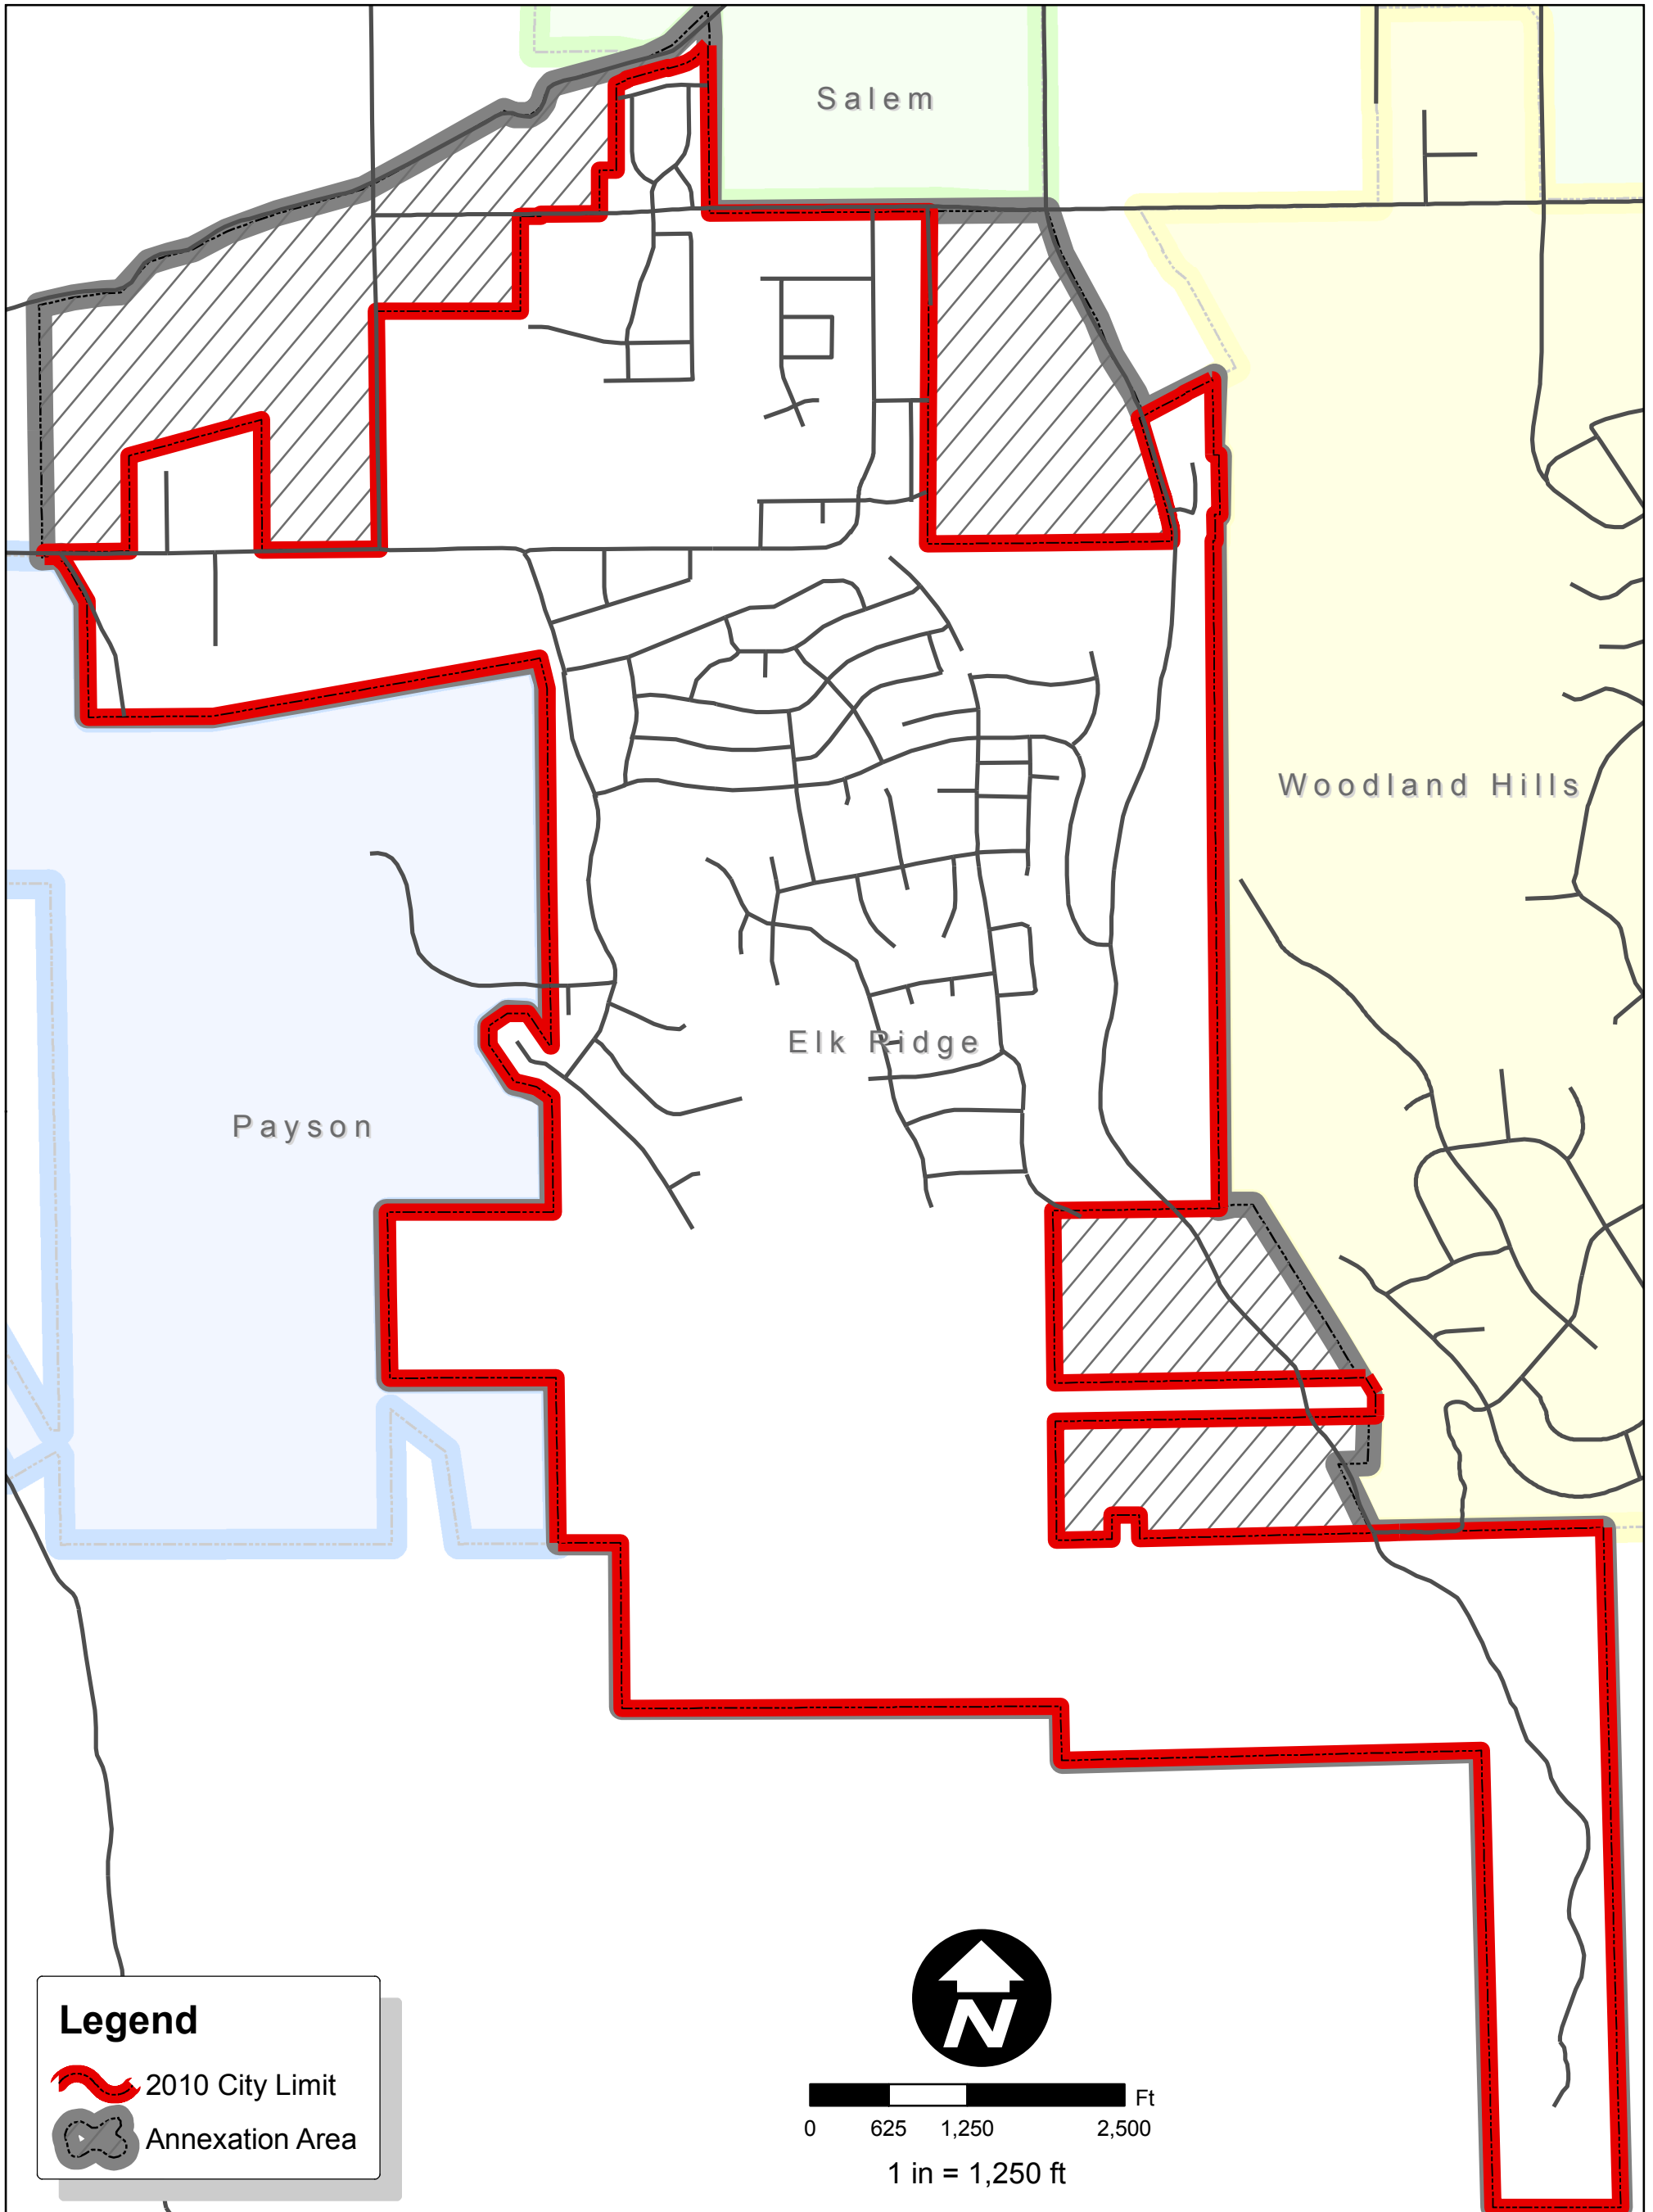 Salem
Woodland Hills
Elk Ridge
Payson
Legend
2010 City Limit
Annexation Area
N
Ft
0 625 1,250 2,500
1 in = 1,250 ft